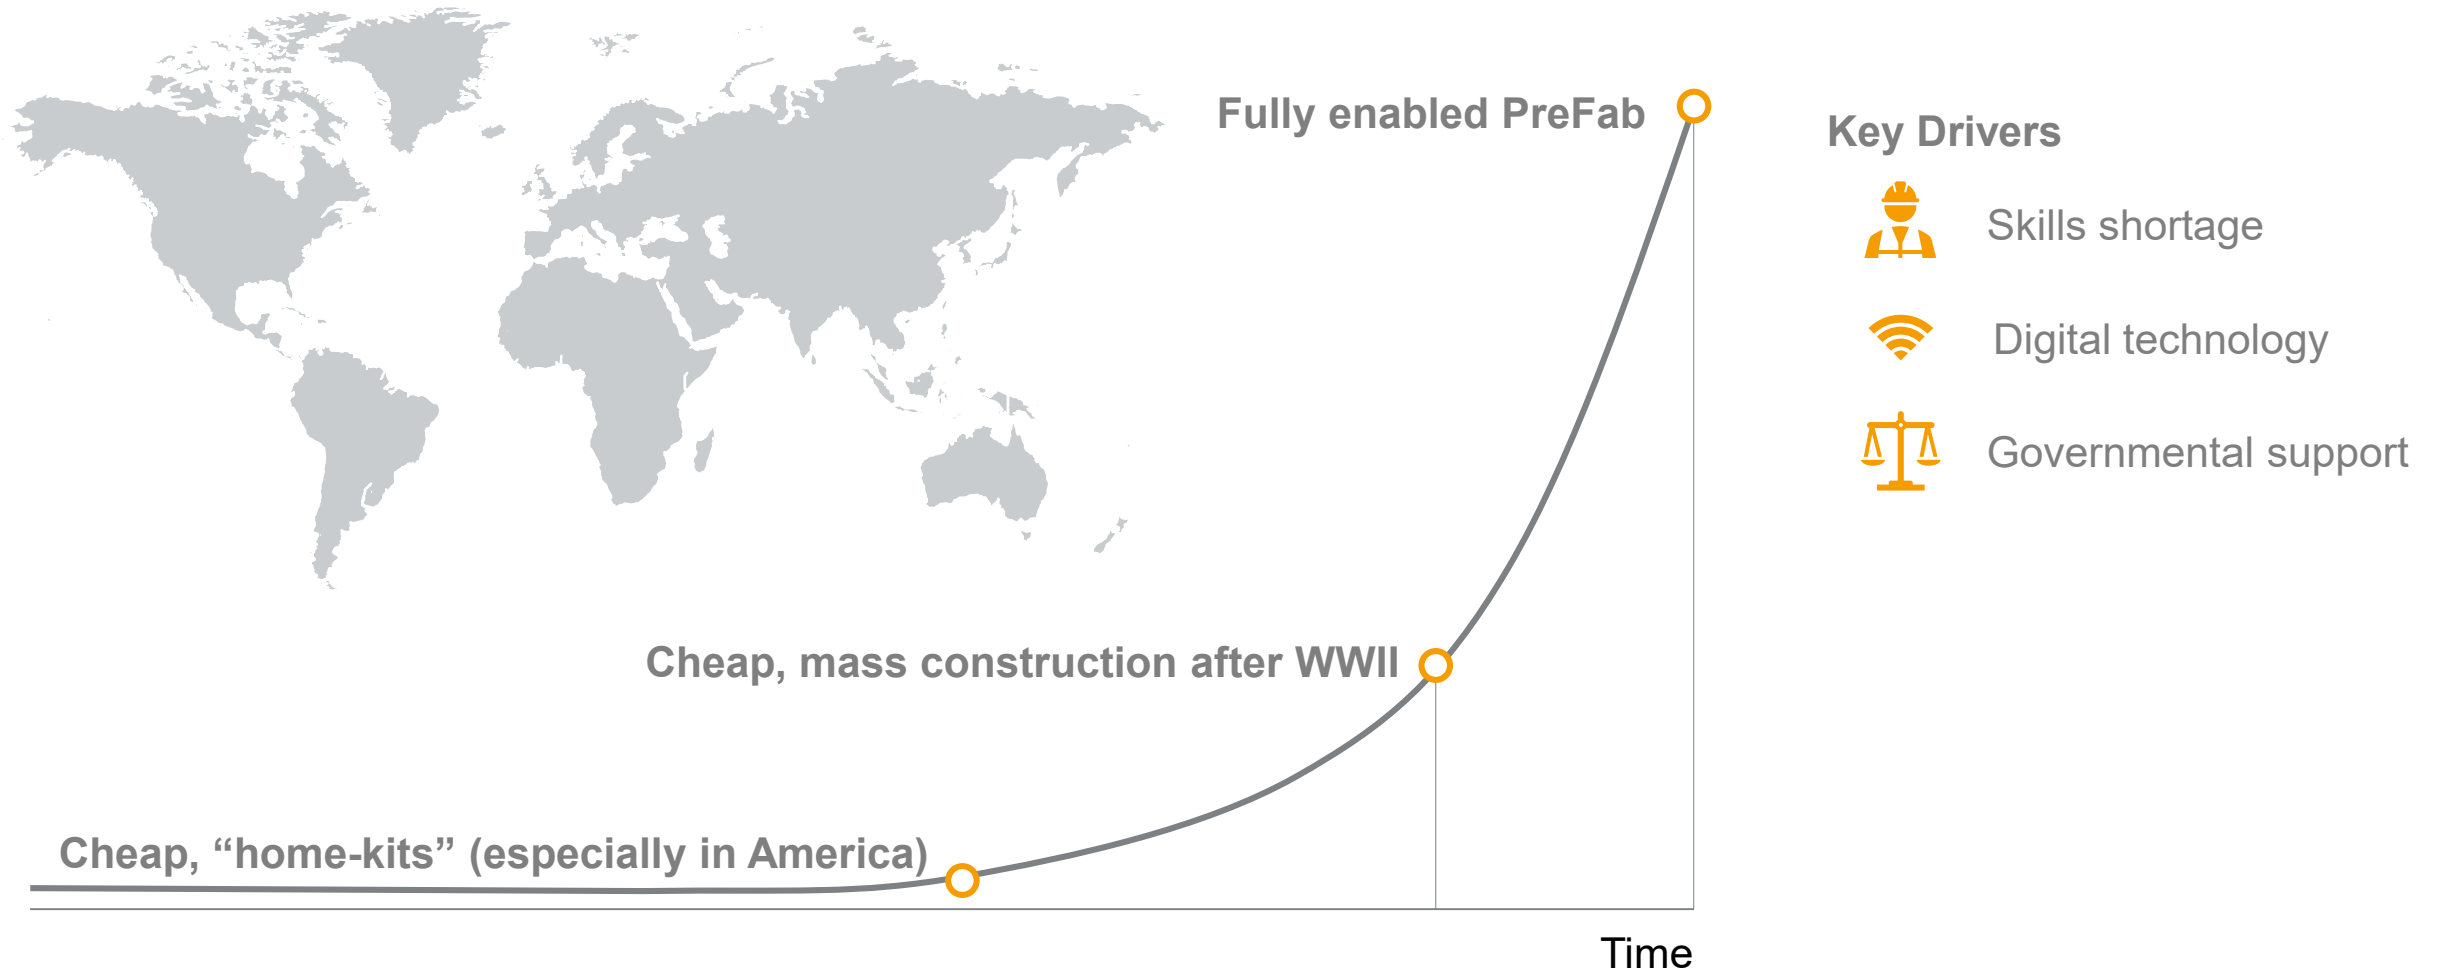 Fully enabled PreFab
Key Drivers
Skills shortage
Digital technology
Governmental support
Cheap, mass construction after WWII
Cheap, “home-kits” (especially in America)
Time